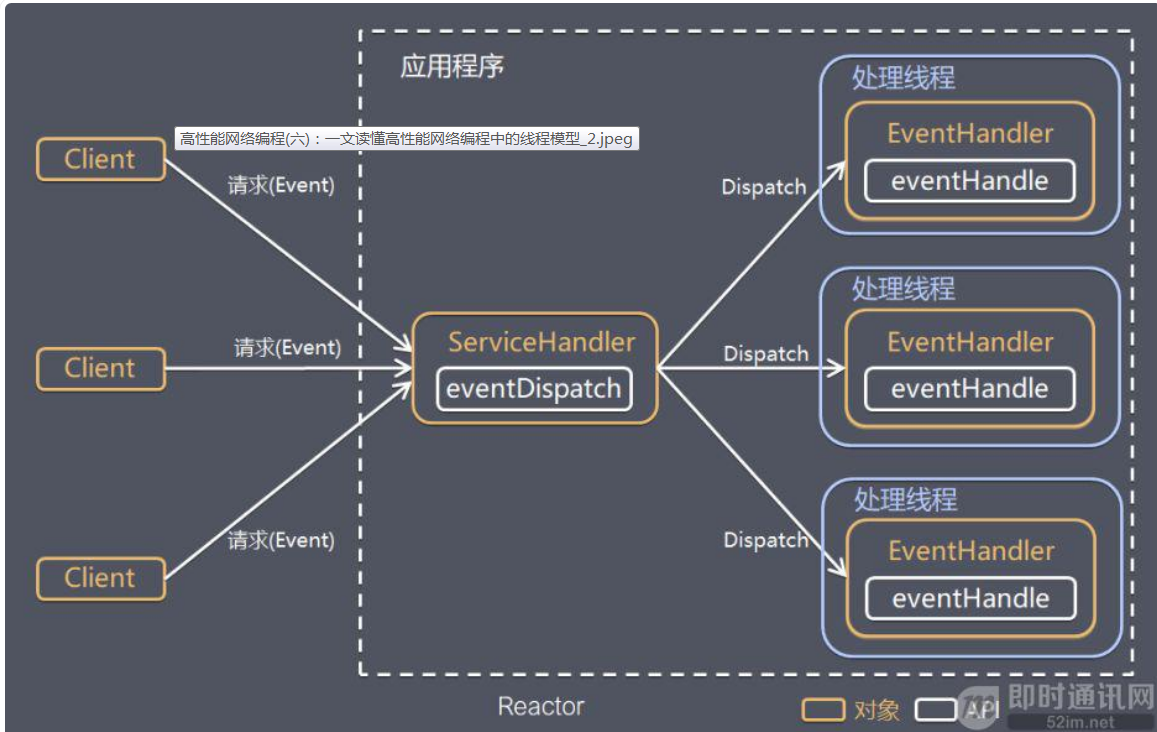 应用程序
处理线程
EventHandler
eventHandle
高性能网络编程(六)：一文读懂高性能网络编程中的线程模型_2.jpeg
Client
请求(Event)
Dispatch
处理线程
EventHandler
eventHandle
Client
请求(Event)
ServiceHandler
eventDispatch
Dispatch
处理线程
EventHandler
eventHandle
Client
请求(Event)
Dispatch
Reactor
对象
API
即时通讯网
52im.net